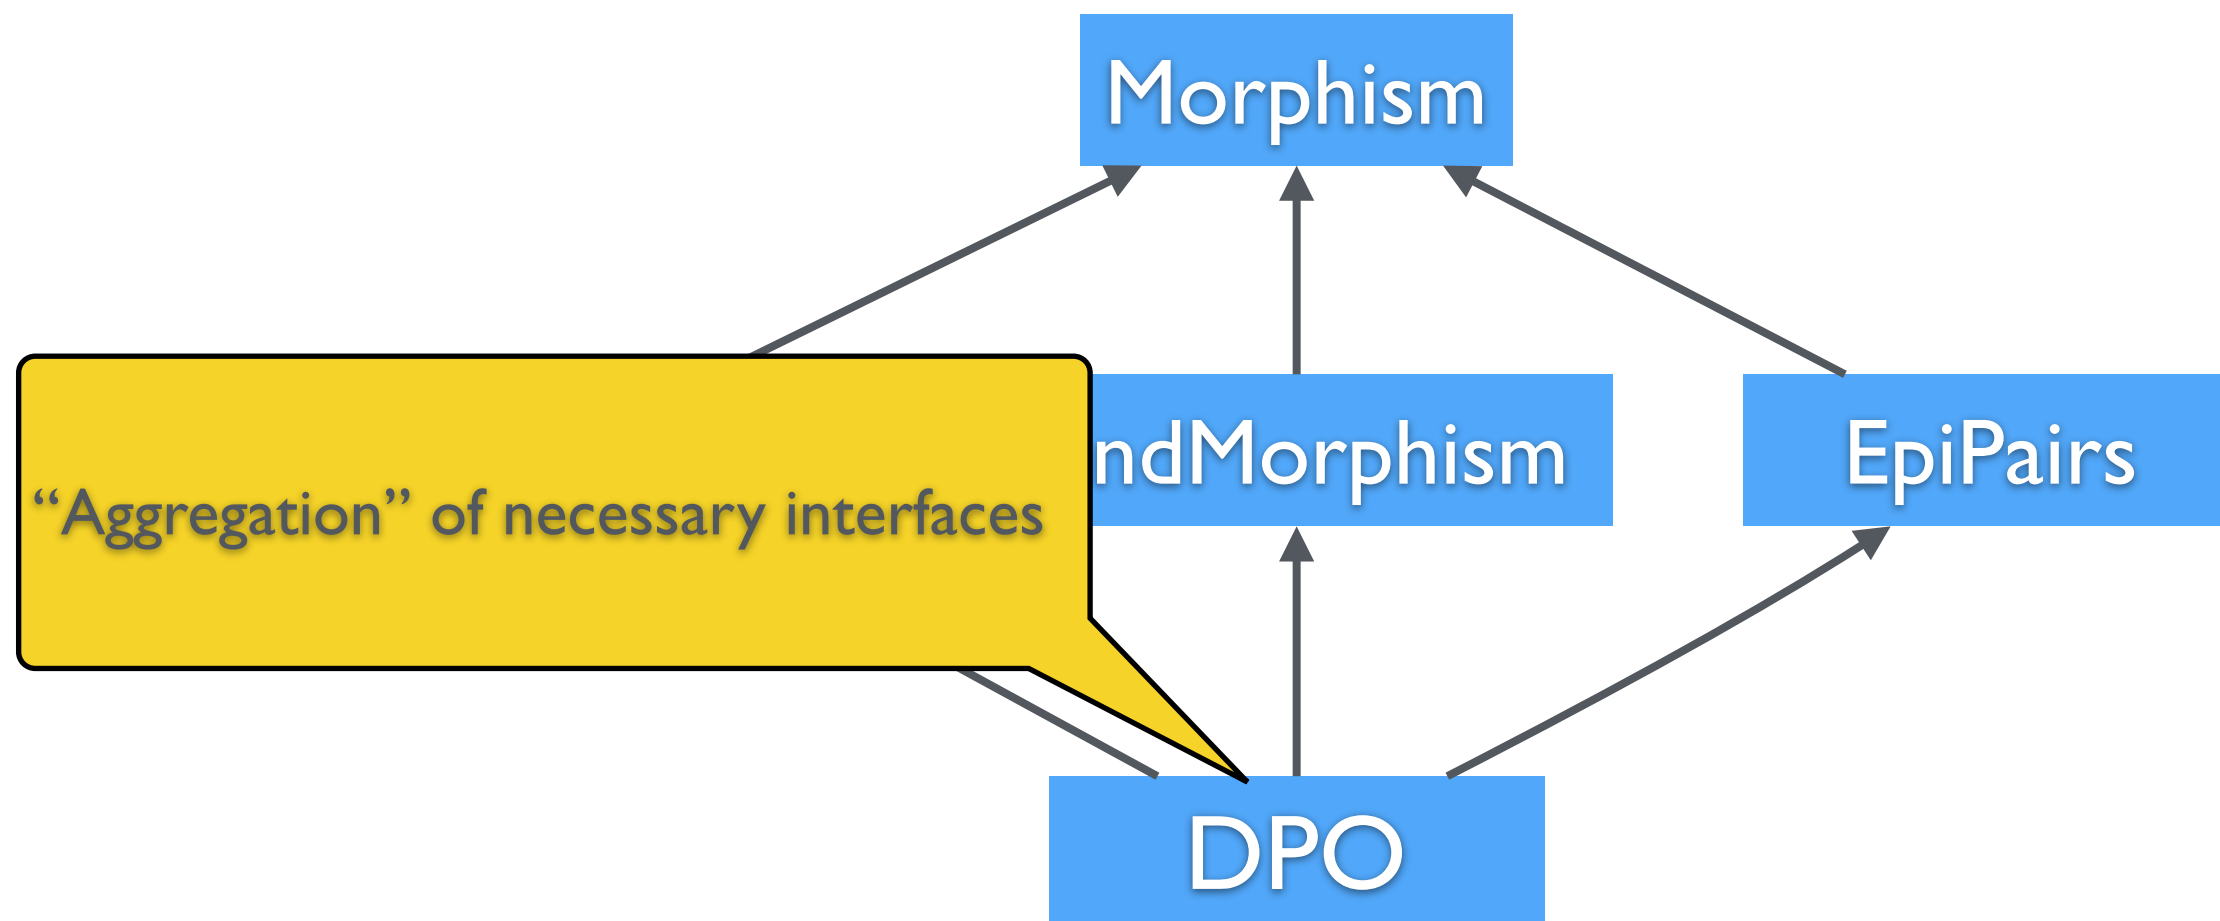 Morphism
ndMorphism
EpiPairs
“Aggregation” of necessary interfaces
DPO